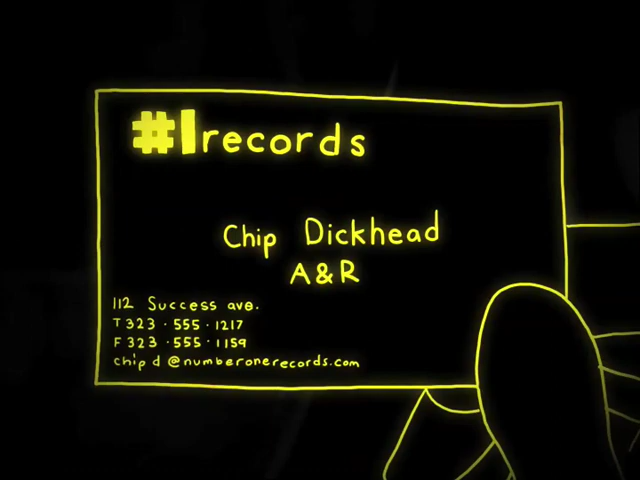 #1records
Chip Dickhead
A&R
112 Success ave.
T 323 · 555 · 1217
F 323 · 555 · 1159
chip d @numberonerecords.com